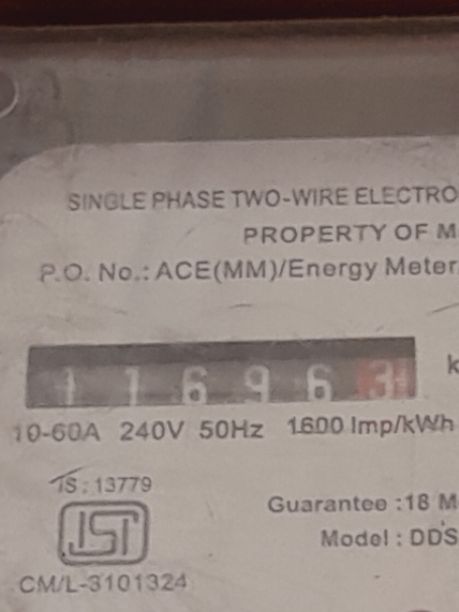 SINGLE PHASE TWO-WIRE ELECTRO
PROPERTY OF M
P.O. No.: ACE(MM)/Energy Meter
k
1 1 6 9 6 3
10-60A 240V 50Hz 1600 Imp/kWh
IS : 13779
Guarantee :18 M
ISI
Model : DDS
CM/L-3101324